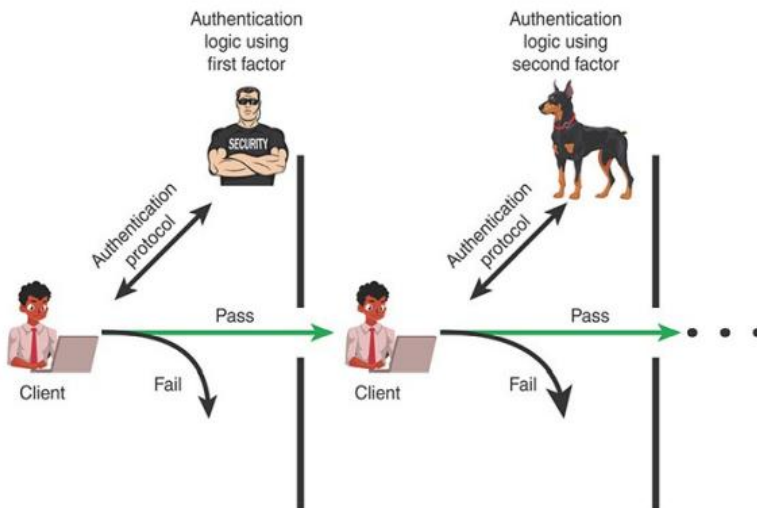 Authentication
logic using
first factor
Authentication
logic using
second factor
SECURITY
Authentication
protocol
Authentication
protocol
Pass
Pass
Fail
Fail
Client
Client